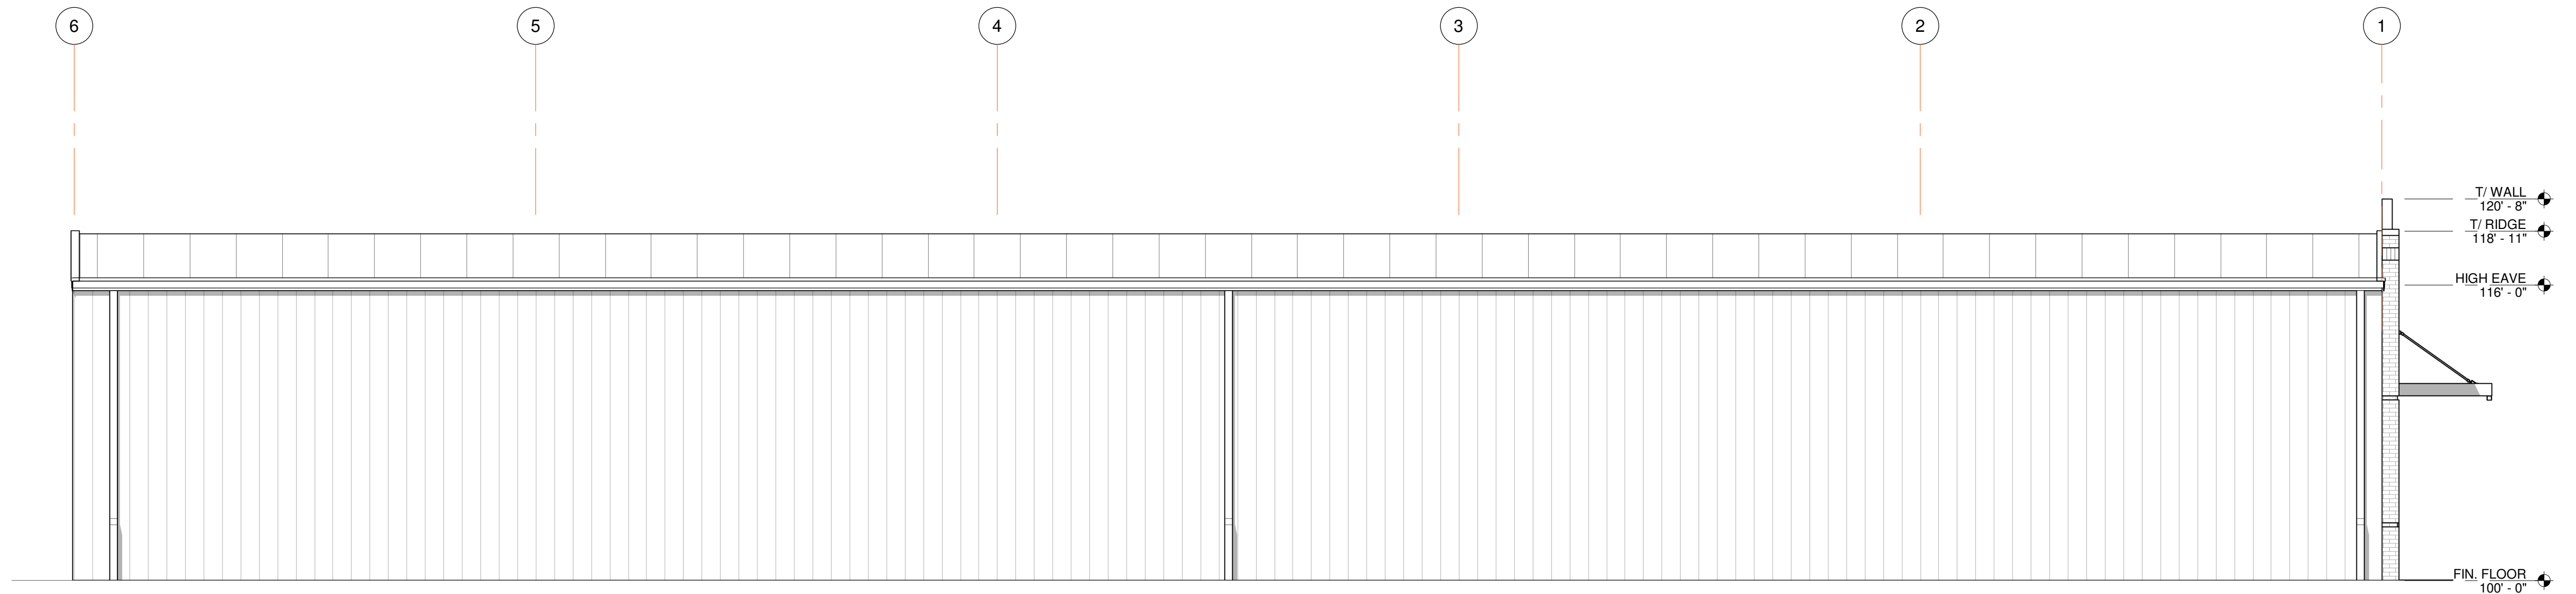 6 5 4 3 2 1
T/ WALL
120' - 8"
T/ RIDGE
118' - 11"
HIGH EAVE
116' - 0"
FIN. FLOOR
100' - 0"